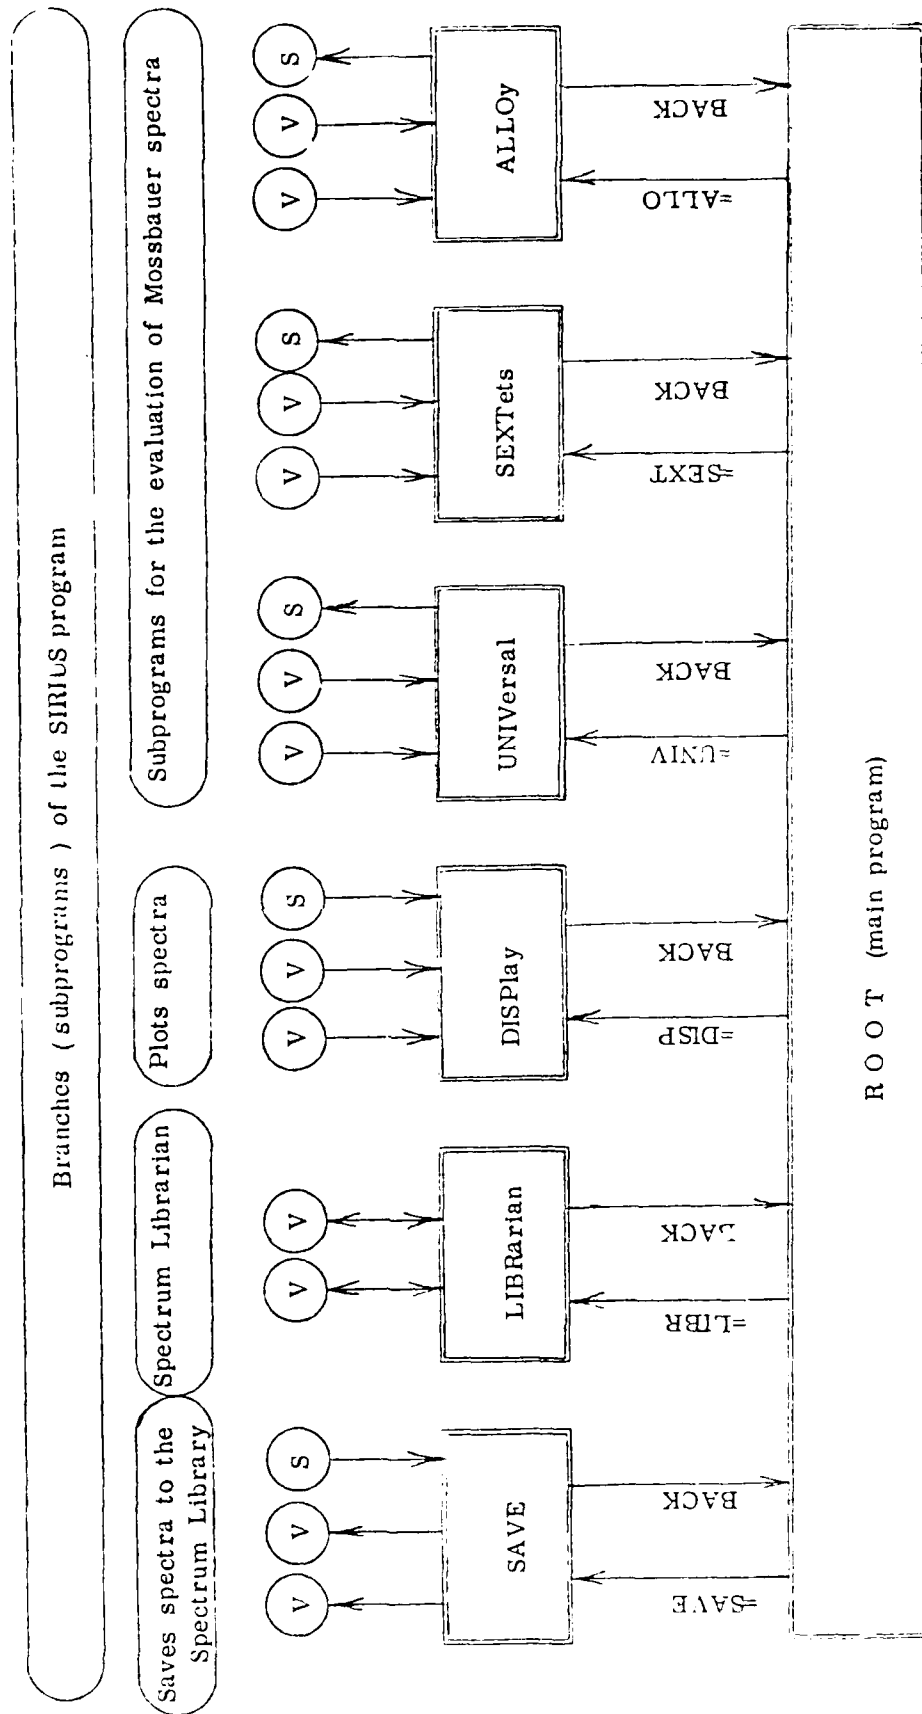 Branches (subprograms) of the SIRIUS program
Saves spectra to the
Spectrum Library
Spectrum Librarian
Plots spectra
Subprograms for the evaluation of Mossbauer spectra
V V S
V V
V V S
V V S
V V S
V V S
SAVE
LIBRarian
DISPlay
UNIVersal
SEXTets
ALLOy
=SAVE
BACK
=LIBR
BACK
=DISP
BACK
=UNIV
BACK
=SEXT
BACK
=ALLO
BACK
R O O T (main program)